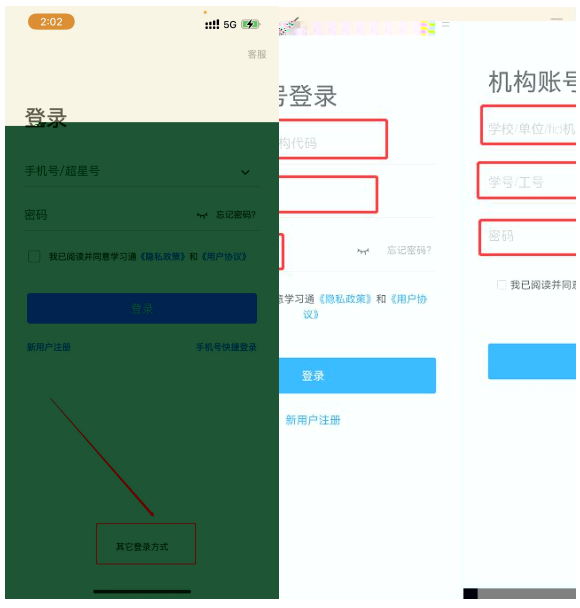 2:02
5G
客服
登录
手机号/超星号
密码
忘记密码?
我已阅读并同意学习通《隐私政策》和《用户协议》
登录
新用户注册
手机号快捷登录
其它登录方式
号登录
构代码
忘记密码?
意学习通《隐私政策》和《用户协
议》
登录
新用户注册
机构账号
学校/单位/fid机
学号/工号
密码
我已阅读并同意